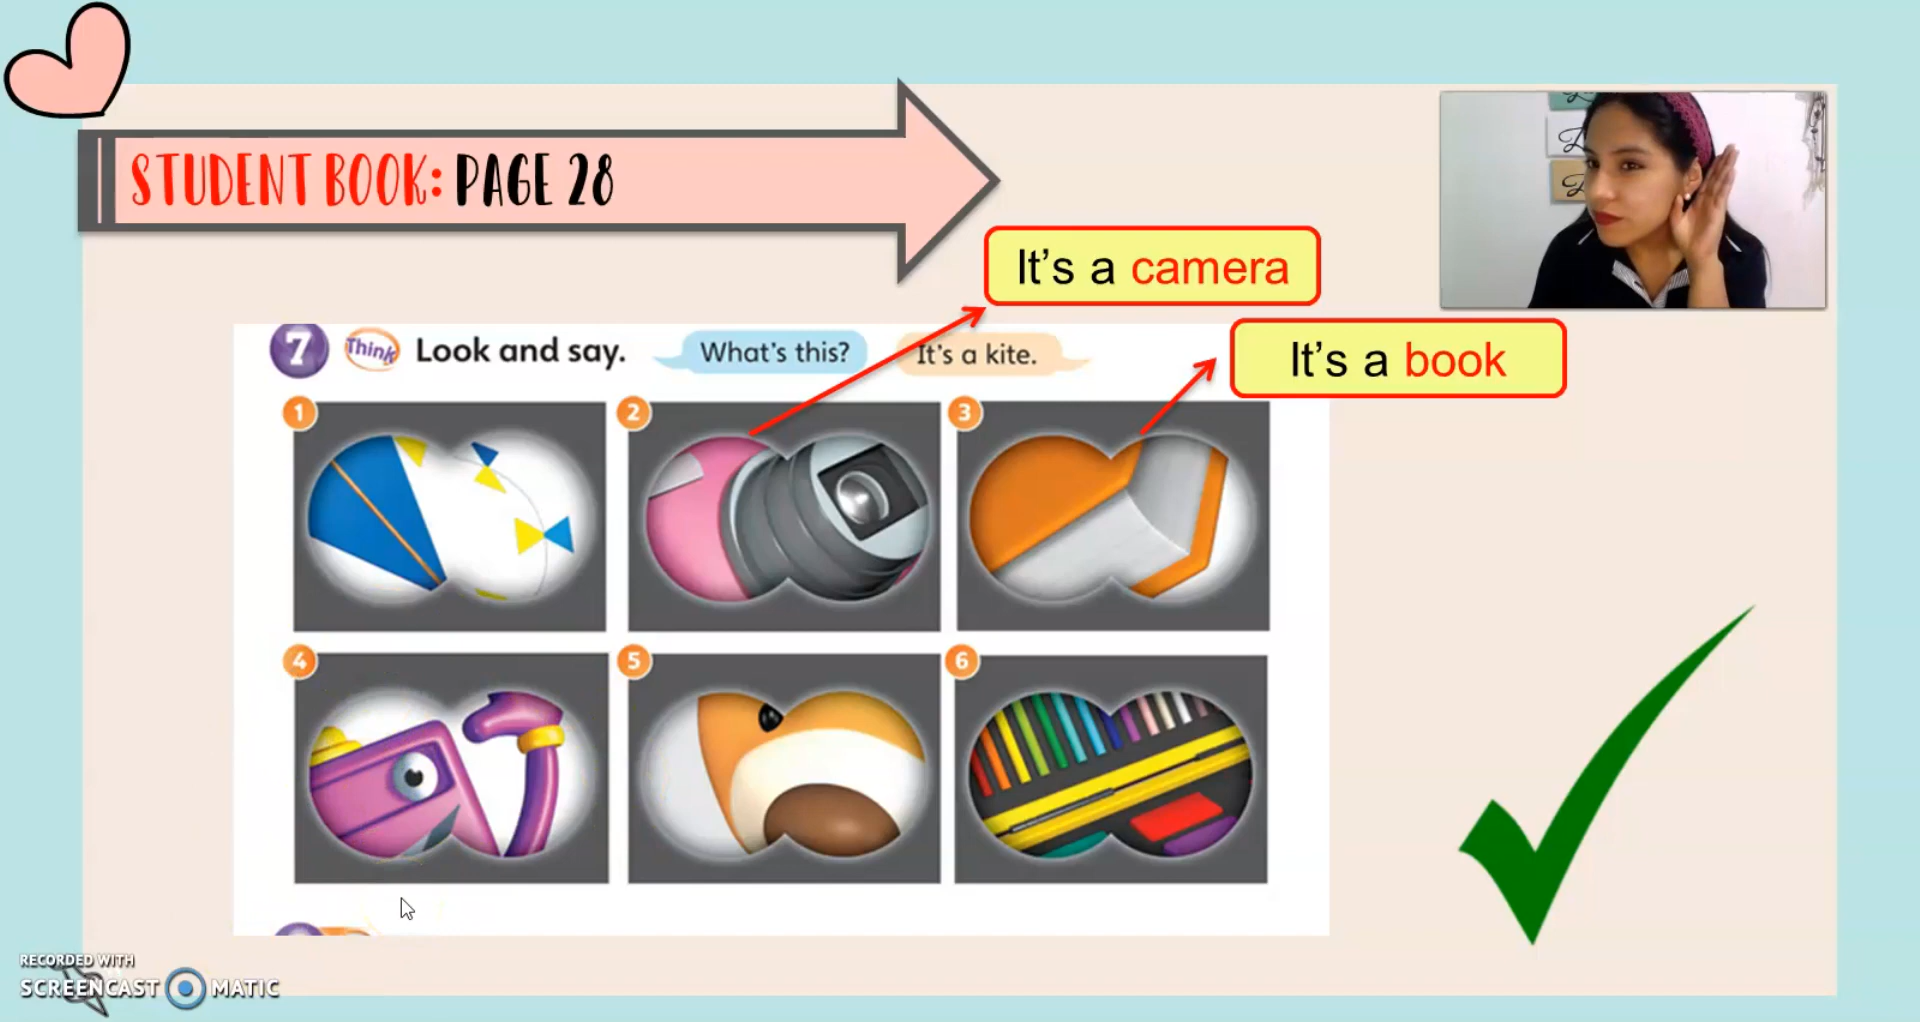 STUDENT BOOK: PAGE 28
It's a camera
It's a book
7 Think Look and say. What's this? It's a kite.
1 2 3
4 5 6
RECORDED WITH
SCREENCAST MATIC